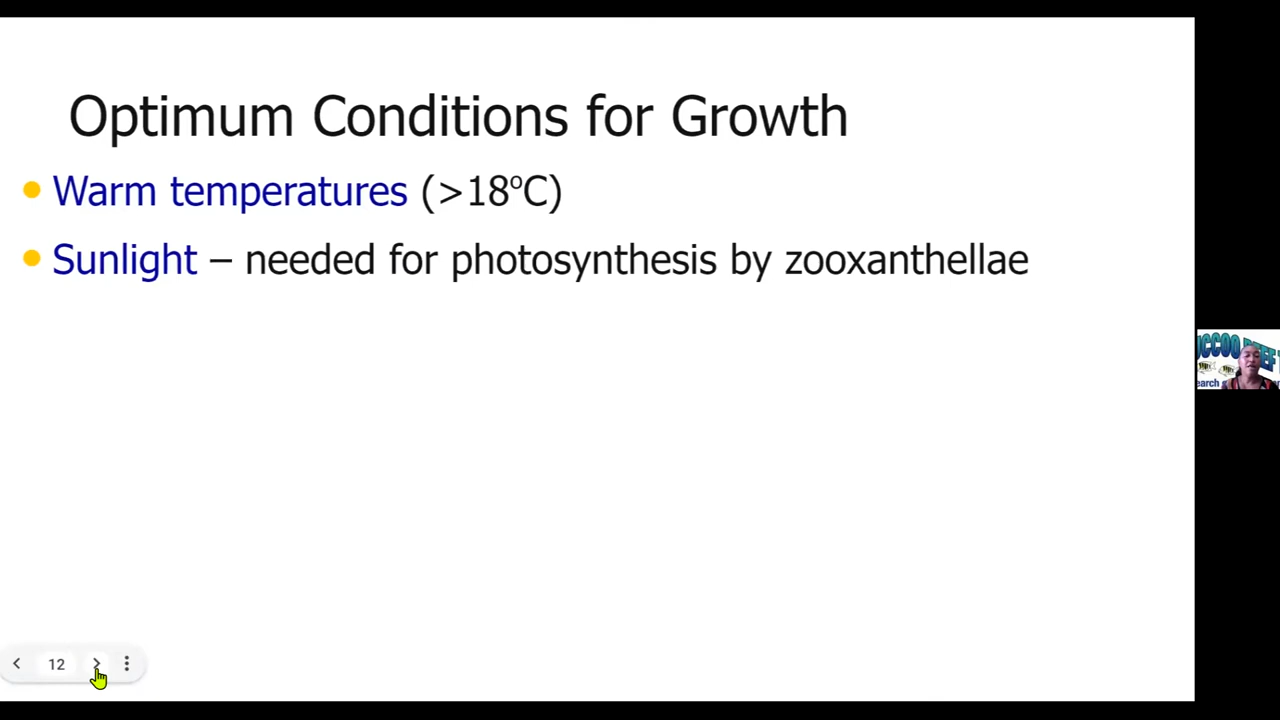 Optimum Conditions for Growth
• Warm temperatures (>18ºC)
• Sunlight – needed for photosynthesis by zooxanthellae
12